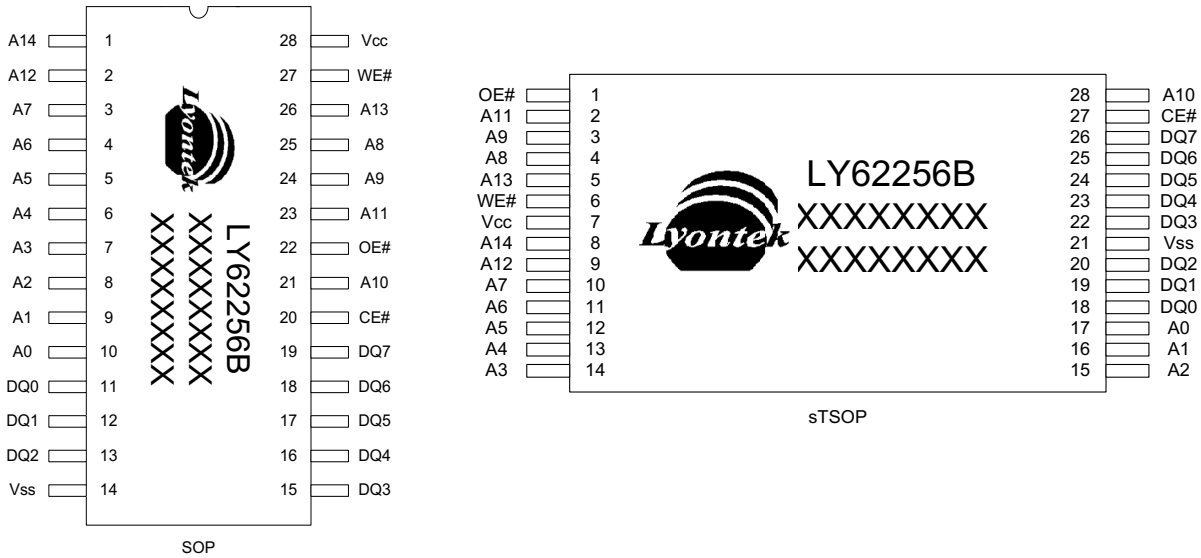 A14 1 28 Vcc
A12 2 27 WE#
A7 3 26 A13
A6 4 25 A8
A5 5 24 A9
A4 6 23 A11
A3 7 22 OE#
A2 8 21 A10
A1 9 20 CE#
A0 10 19 DQ7
DQ0 11 18 DQ6
DQ1 12 17 DQ5
DQ2 13 16 DQ4
Vss 14 15 DQ3
Lyontek
LY62256B
XXXXXXXX
XXXXXXXX
SOP
OE# 1 28 A10
A11 2 27 CE#
A9 3 26 DQ7
A8 4 25 DQ6
A13 5 24 DQ5
WE# 6 23 DQ4
Vcc 7 22 DQ3
A14 8 21 Vss
A12 9 20 DQ2
A7 10 19 DQ1
A6 11 18 DQ0
A5 12 17 A0
A4 13 16 A1
A3 14 15 A2
Lyontek
LY62256B
XXXXXXXX
XXXXXXXX
sTSOP